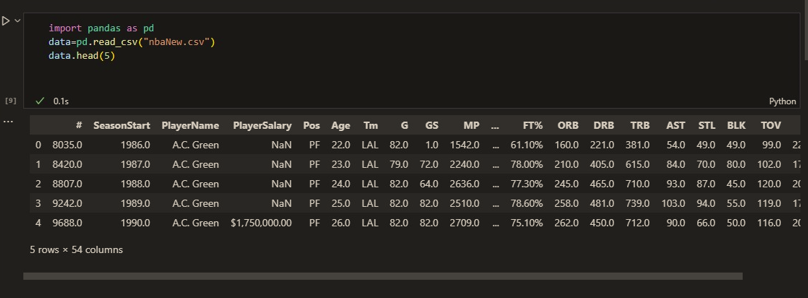 import pandas as pd
data=pd.read_csv("nbaNew.csv")
data.head(5)
[9] 0.1s Python
... # SeasonStart PlayerName PlayerSalary Pos Age Tm G GS MP ... FT% ORB DRB TRB AST STL BLK TOV
0 8035.0 1986.0 A.C. Green NaN PF 22.0 LAL 82.0 1.0 1542.0 ... 61.10% 160.0 221.0 381.0 54.0 49.0 49.0 99.0 22
1 8420.0 1987.0 A.C. Green NaN PF 23.0 LAL 79.0 72.0 2240.0 ... 78.00% 210.0 405.0 615.0 84.0 70.0 80.0 102.0 17
2 8807.0 1988.0 A.C. Green NaN PF 24.0 LAL 82.0 64.0 2636.0 ... 77.30% 245.0 465.0 710.0 93.0 87.0 45.0 120.0 20
3 9242.0 1989.0 A.C. Green NaN PF 25.0 LAL 82.0 82.0 2510.0 ... 78.60% 258.0 481.0 739.0 103.0 94.0 55.0 119.0 17
4 9688.0 1990.0 A.C. Green $1,750,000.00 PF 26.0 LAL 82.0 82.0 2709.0 ... 75.10% 262.0 450.0 712.0 90.0 66.0 50.0 116.0 20
5 rows × 54 columns